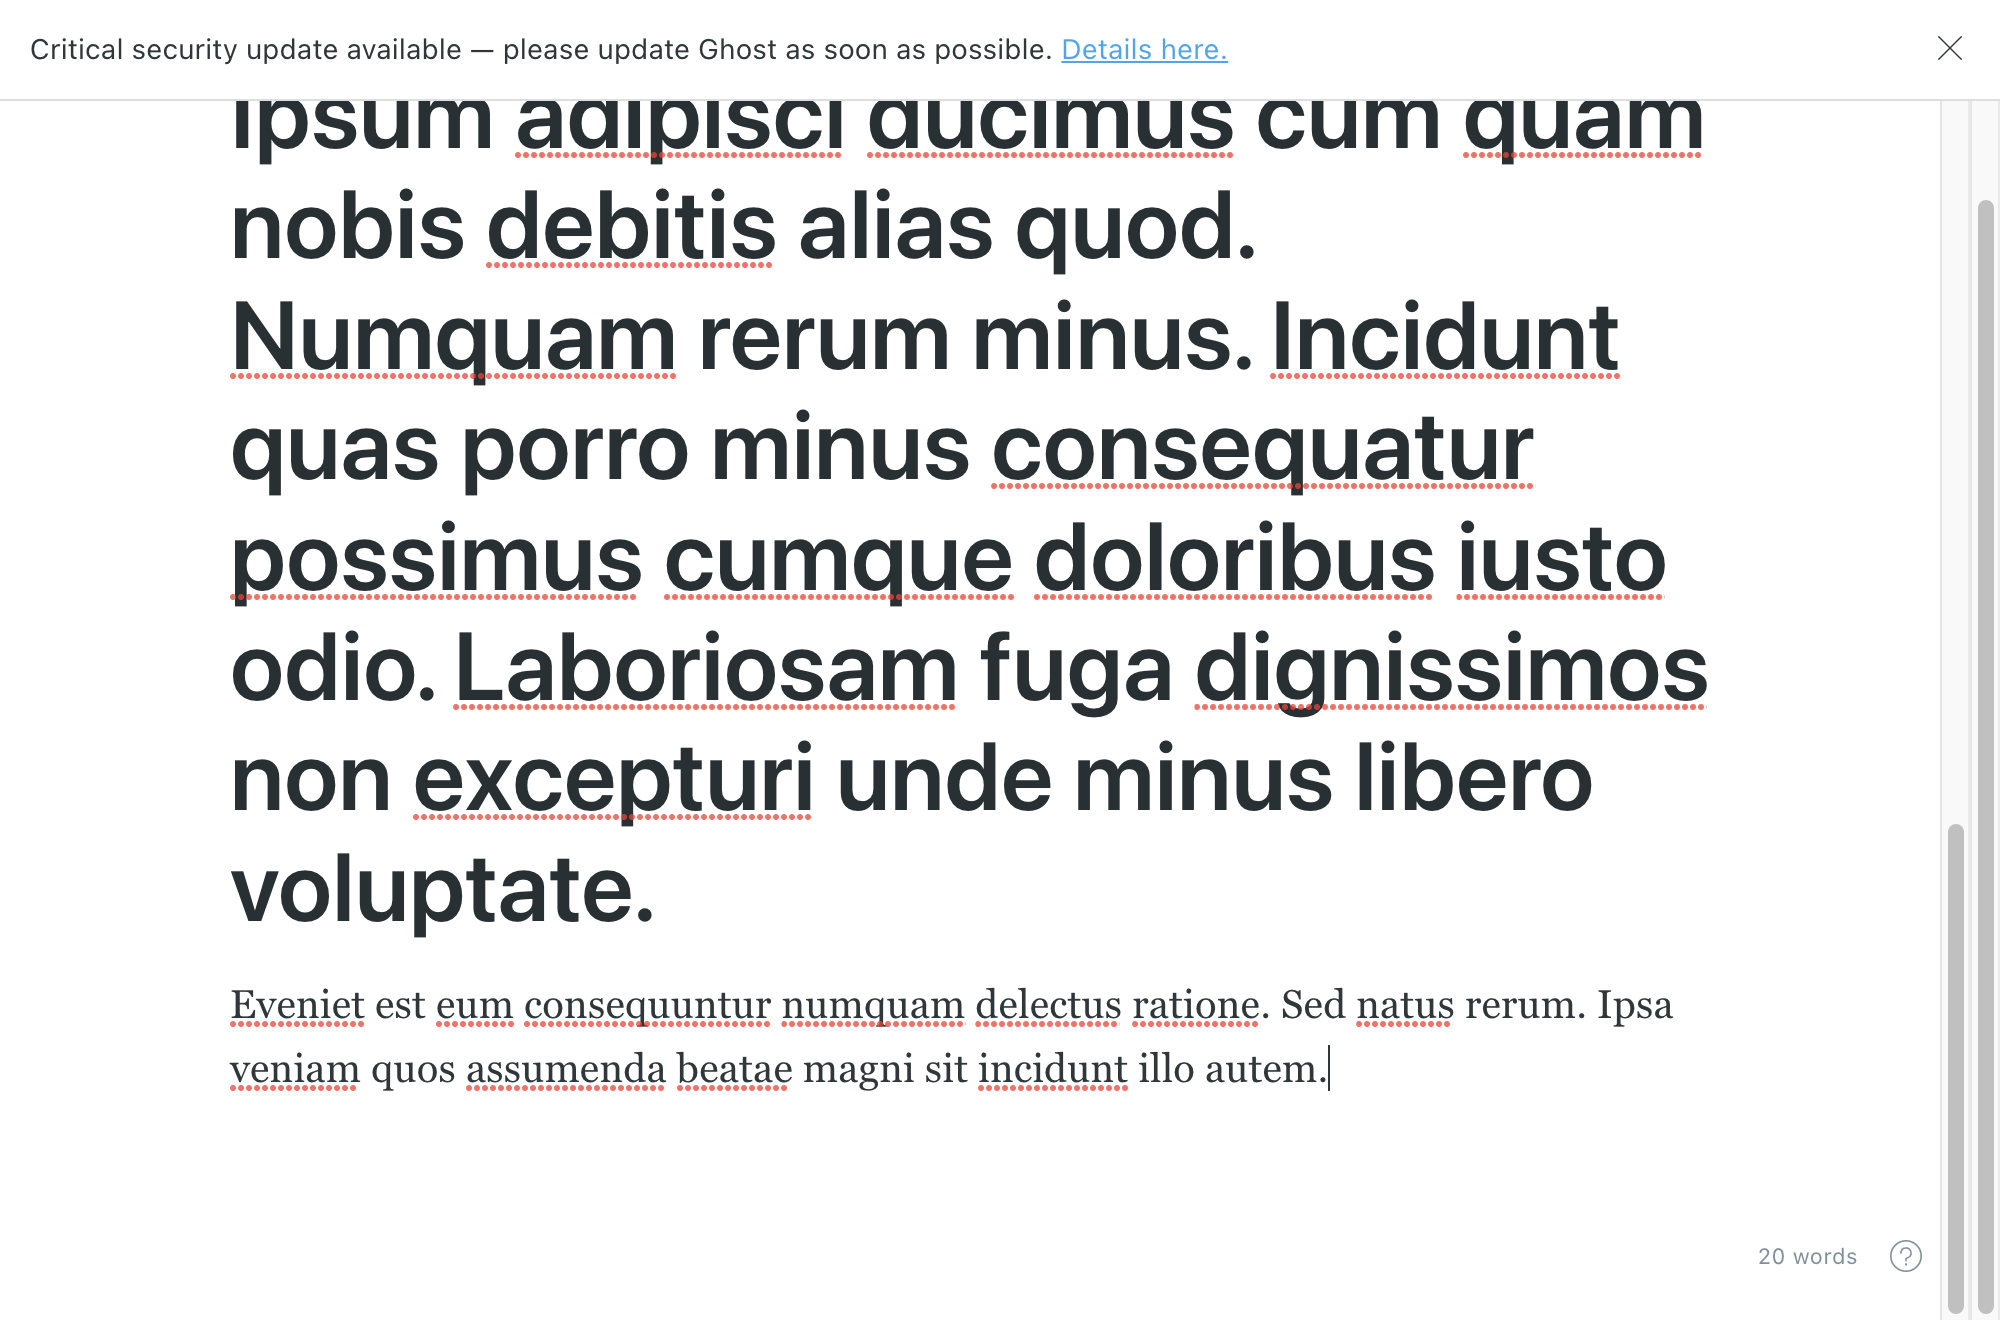 Critical security update available — please update Ghost as soon as possible. Details here.
Ipsum adipisci ducimus cum quam
nobis debitis alias quod.
Numquam rerum minus. Incidunt
quas porro minus consequatur
possimus cumque doloribus iusto
odio. Laboriosam fuga dignissimos
non excepturi unde minus libero
voluptate.
Eveniet est eum consequuntur numquam delectus ratione. Sed natus rerum. Ipsa
veniam quos assumenda beatae magni sit incidunt illo autem.
20 words
?